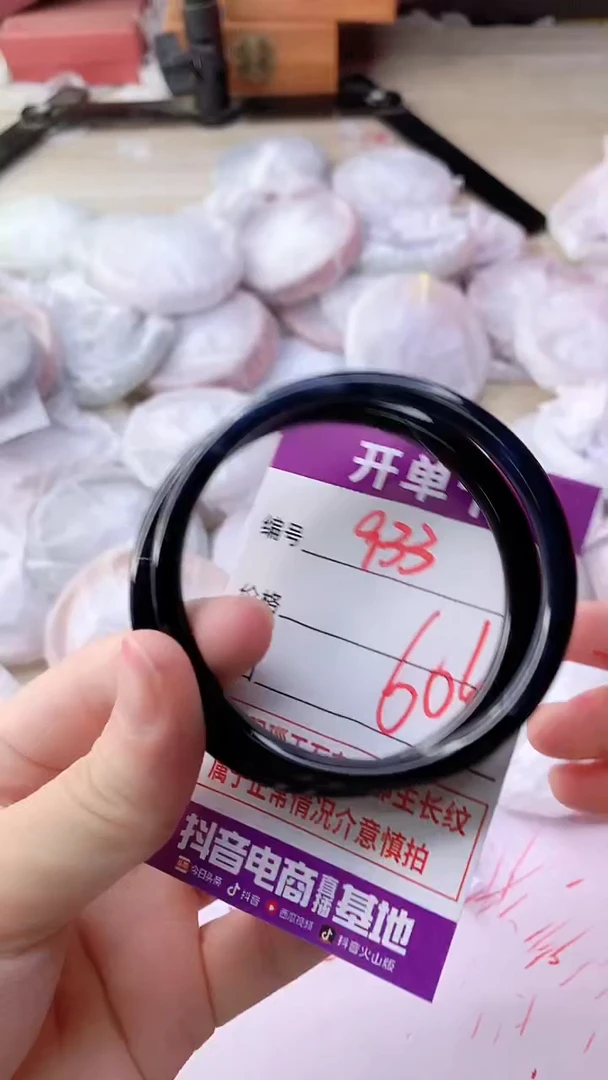 开单
编号 933
价格
606
属于正常情况介意慎拍
抖音电商直播基地
今日头条 抖音 西瓜视频 抖音火山版